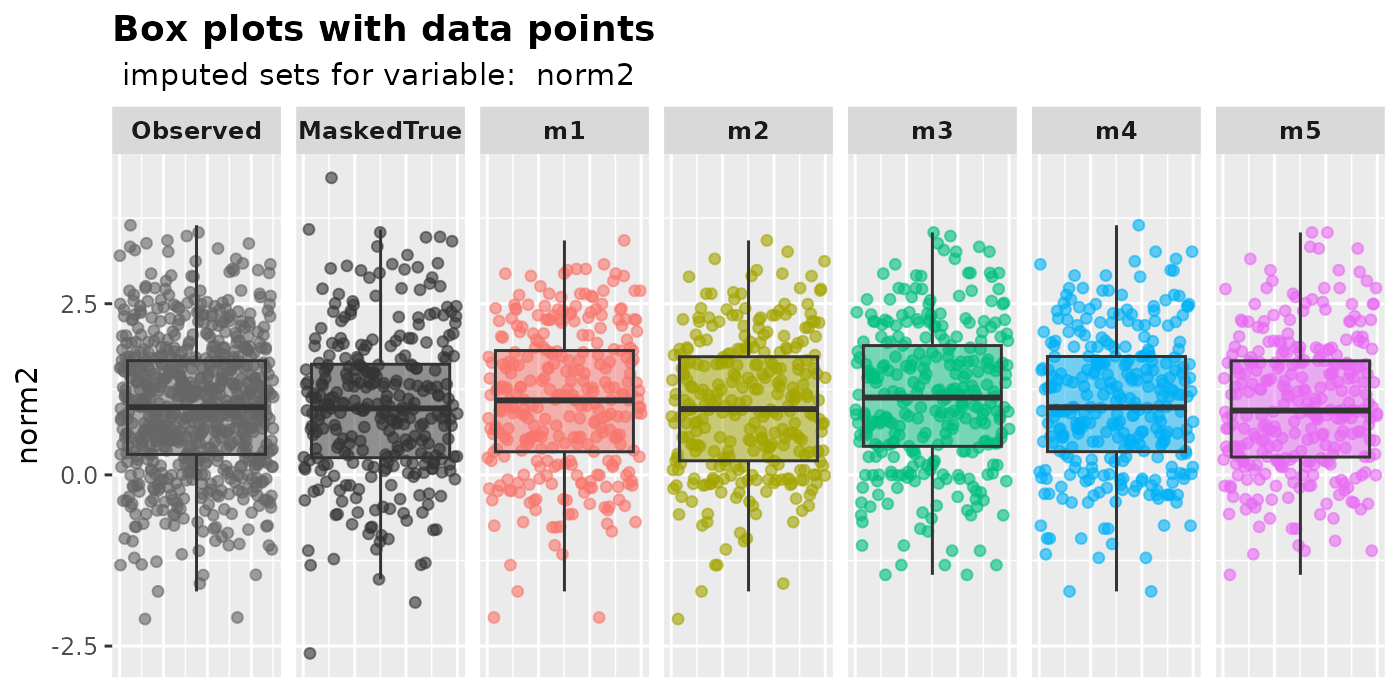 Box plots with data points
imputed sets for variable: norm2
Observed MaskedTrue m1 m2 m3 m4 m5
norm2
2.5
0.0
-2.5